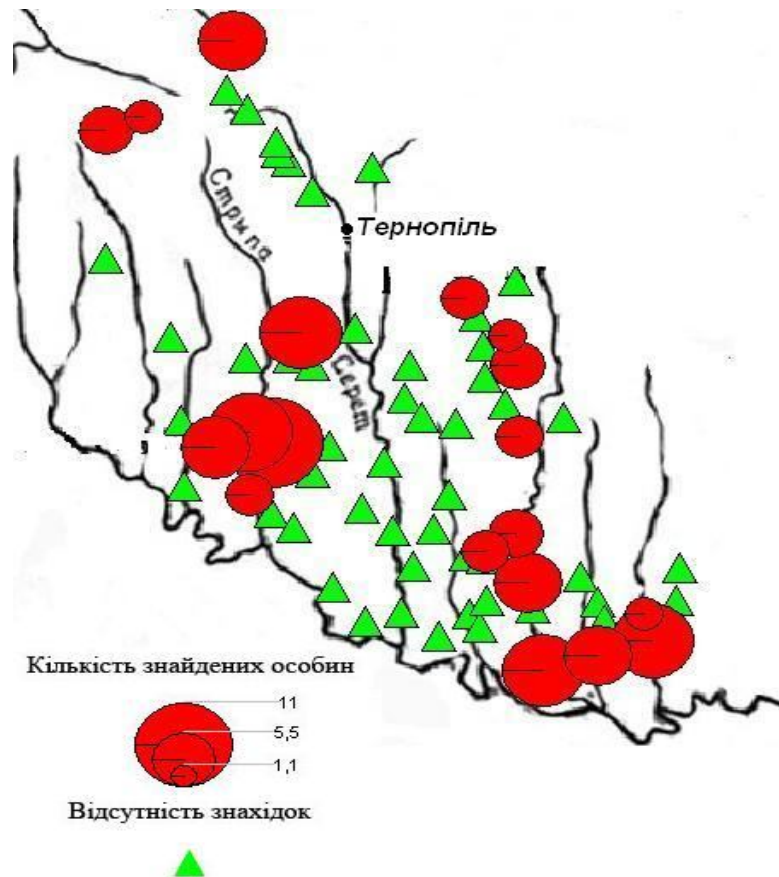 Стрипа
Тернопіль
Серет
Кількість знайдених особин
11
5,5
1,1
Відсутність знахідок